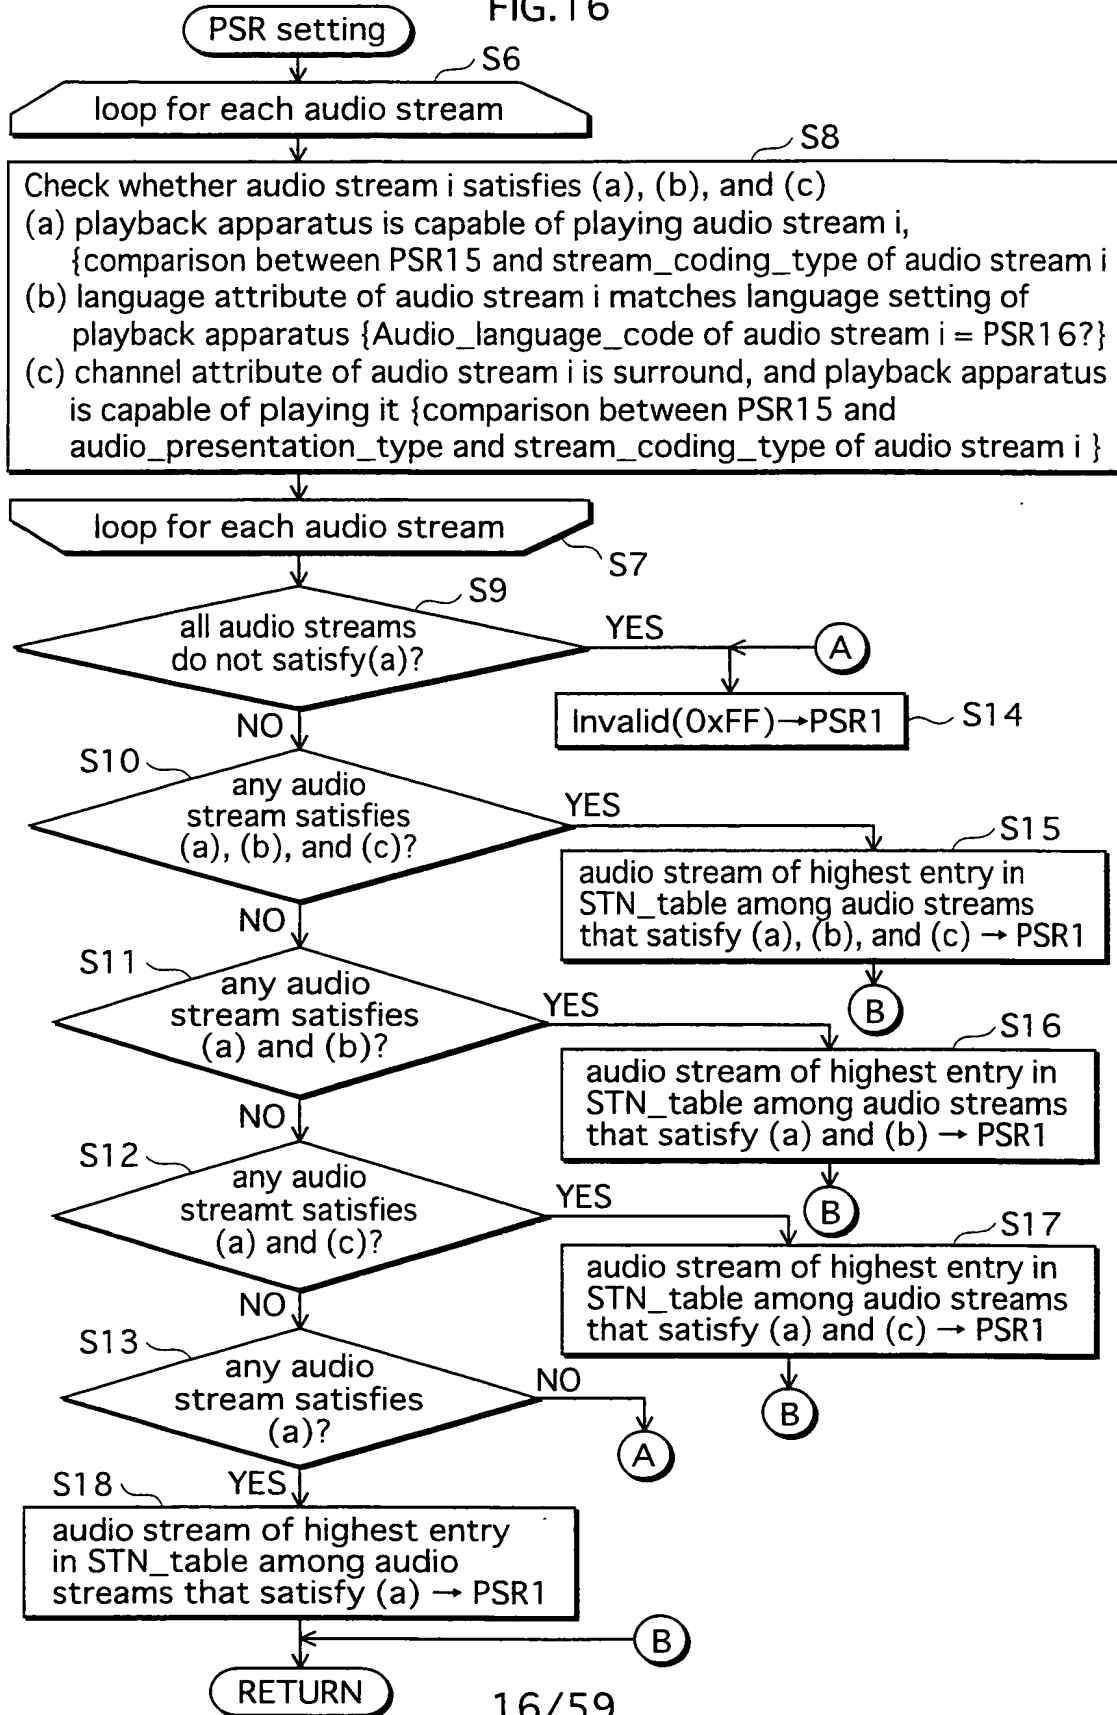 FIG.16
PSR setting
S6
loop for each audio stream
S8
Check whether audio stream i satisfies (a), (b), and (c)
(a) playback apparatus is capable of playing audio stream i,
{comparison between PSR15 and stream_coding_type of audio stream i
(b) language attribute of audio stream i matches language setting of
playback apparatus {Audio_language_code of audio stream i = PSR16?}
(c) channel attribute of audio stream i is surround, and playback apparatus
is capable of playing it {comparison between PSR15 and
audio_presentation_type and stream_coding_type of audio stream i }
loop for each audio stream
S7
S9
all audio streams
do not satisfy(a)?
YES
A
Invalid(0xFF)→PSR1
S14
NO
S10
any audio
stream satisfies
(a), (b), and (c)?
YES
S15
audio stream of highest entry in
STN_table among audio streams
that satisfy (a), (b), and (c) → PSR1
B
NO
S11
any audio
stream satisfies
(a) and (b)?
YES
S16
audio stream of highest entry in
STN_table among audio streams
that satisfy (a) and (b) → PSR1
B
NO
S12
any audio
streamt satisfies
(a) and (c)?
YES
S17
audio stream of highest entry in
STN_table among audio streams
that satisfy (a) and (c) → PSR1
B
NO
S13
any audio
stream satisfies
(a)?
NO
A
YES
S18
audio stream of highest entry
in STN_table among audio
streams that satisfy (a) → PSR1
B
RETURN
16/59